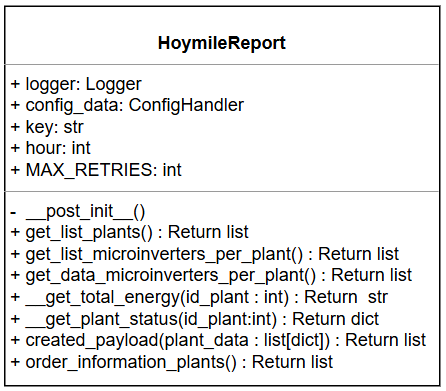 HoymileReport
+ logger: Logger
+ config_data: ConfigHandler
+ key: str
+ hour: int
+ MAX_RETRIES: int
- __post_init__()
+ get_list_plants() : Return list
+ get_list_microinverters_per_plant() : Return list
+ get_data_microinverters_per_plant() : Return list
+ __get_total_energy(id_plant : int) : Return  str
+ __get_plant_status(id_plant:int) : Return dict
+ created_payload(plant_data : list[dict]) : Return list
+ order_information_plants() : Return list